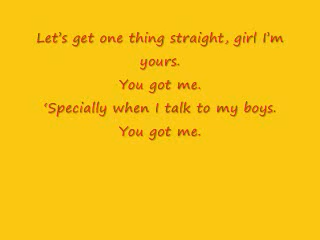 Let’s get one thing straight, girl I’m
yours.
You got me.
‘Specially when I talk to my boys.
You got me.